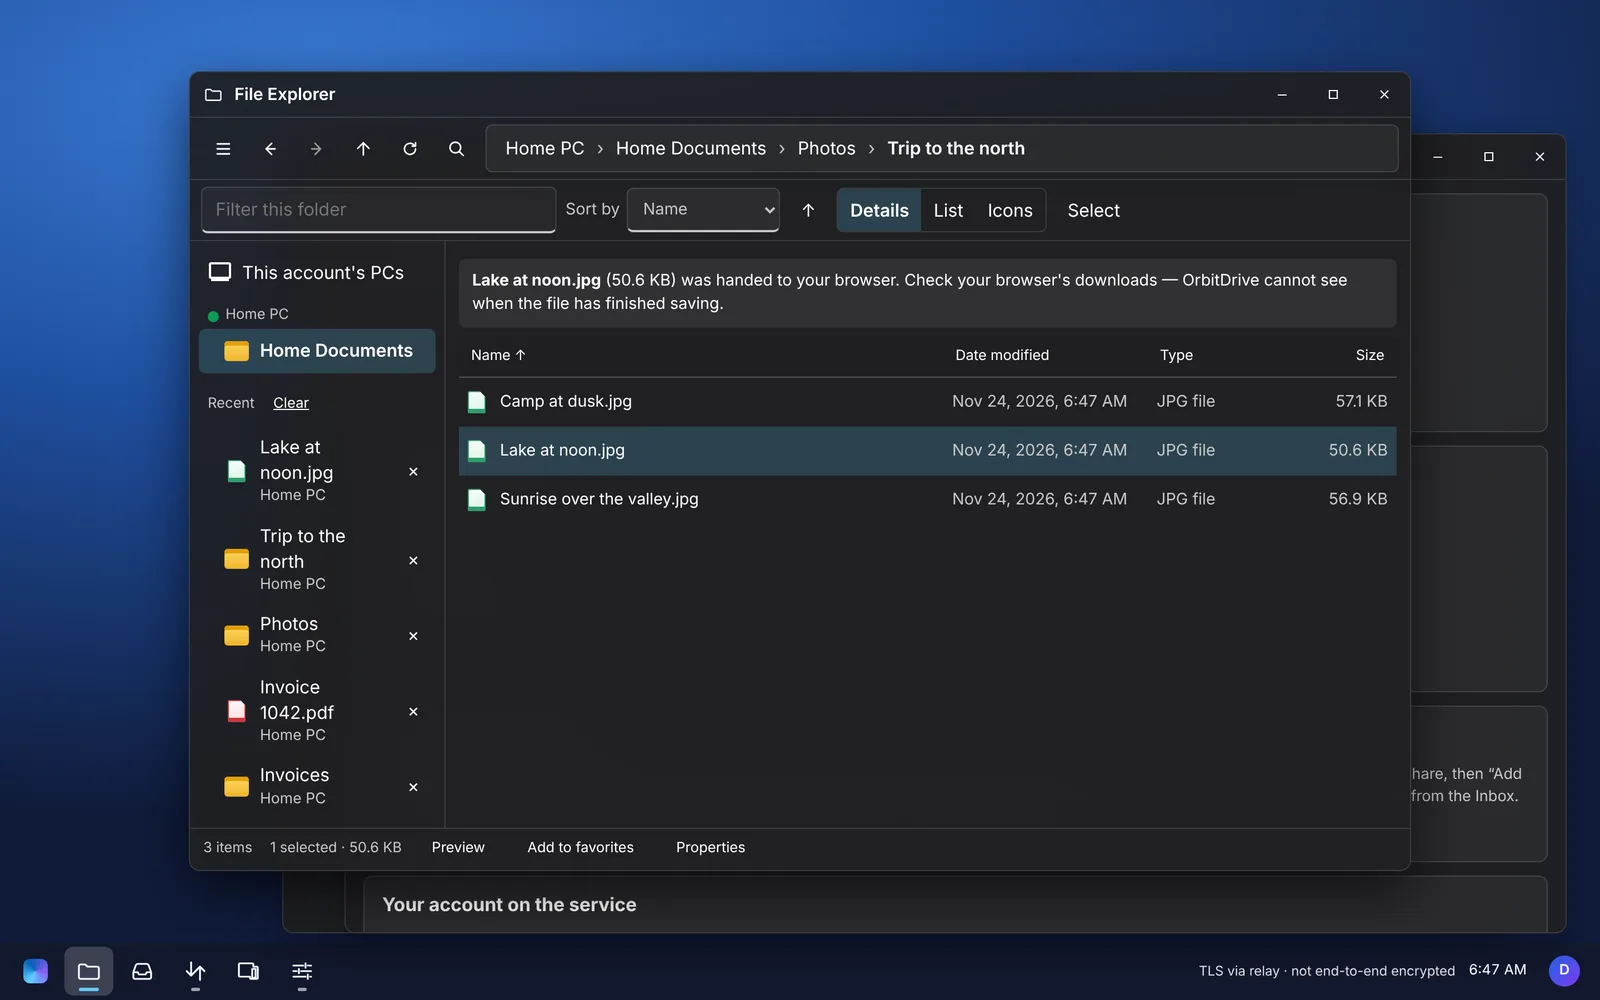 File Explorer
Home PC › Home Documents › Photos › Trip to the north
Filter this folder
Sort by
Name
Details
List
Icons
Select
This account's PCs
Home PC
Home Documents
Recent
Clear
Lake at
noon.jpg
Home PC
Trip to the
north
Home PC
Photos
Home PC
Invoice
1042.pdf
Home PC
Invoices
Home PC
Lake at noon.jpg (50.6 KB) was handed to your browser. Check your browser's downloads — OrbitDrive cannot see
when the file has finished saving.
Name ↑ Date modified Type Size
Camp at dusk.jpg Nov 24, 2026, 6:47 AM JPG file 57.1 KB
Lake at noon.jpg Nov 24, 2026, 6:47 AM JPG file 50.6 KB
Sunrise over the valley.jpg Nov 24, 2026, 6:47 AM JPG file 56.9 KB
3 items 1 selected · 50.6 KB Preview Add to favorites Properties
then “Add
from the Inbox.
Your account on the service
TLS via relay · not end-to-end encrypted 6:47 AM D